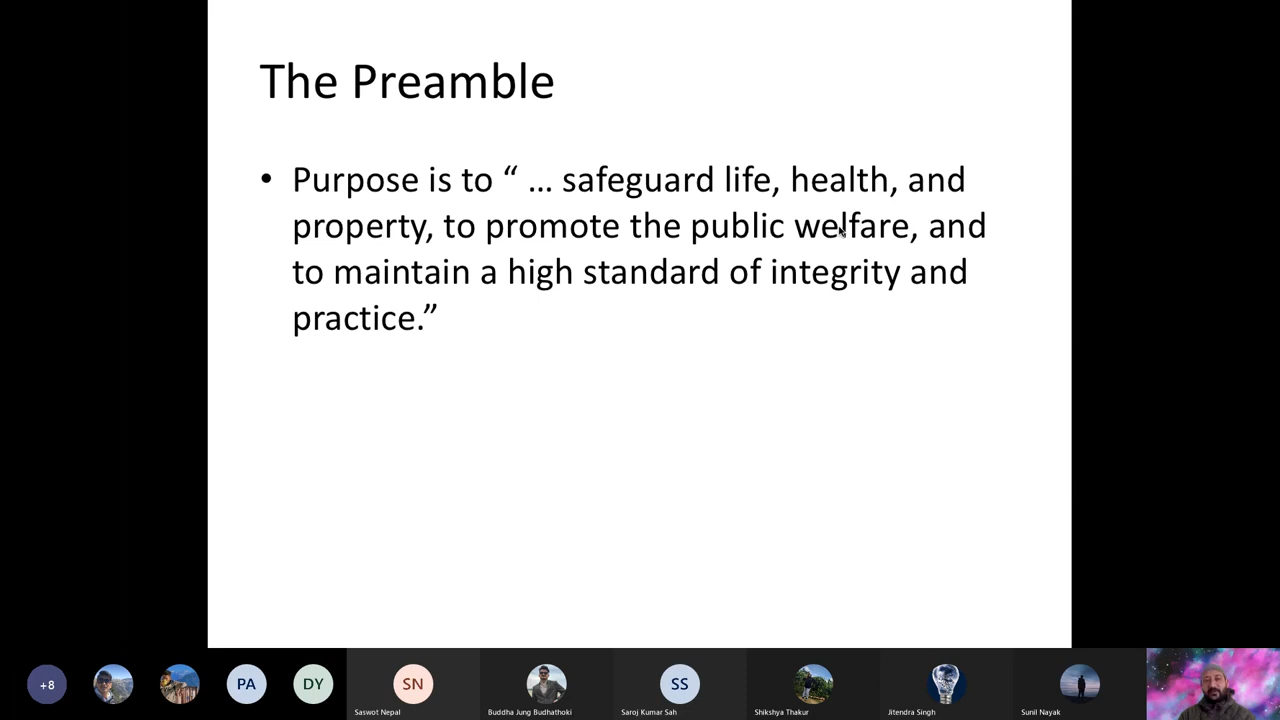 The Preamble
• Purpose is to “ … safeguard life, health, and
property, to promote the public welfare, and
to maintain a high standard of integrity and
practice.”
+8
PA
DY
SN
SS
Saswot Nepal
Buddha Jung Budhathoki
Saroj Kumar Sah
Shikshya Thakur
Jitendra Singh
Sunil Nayak